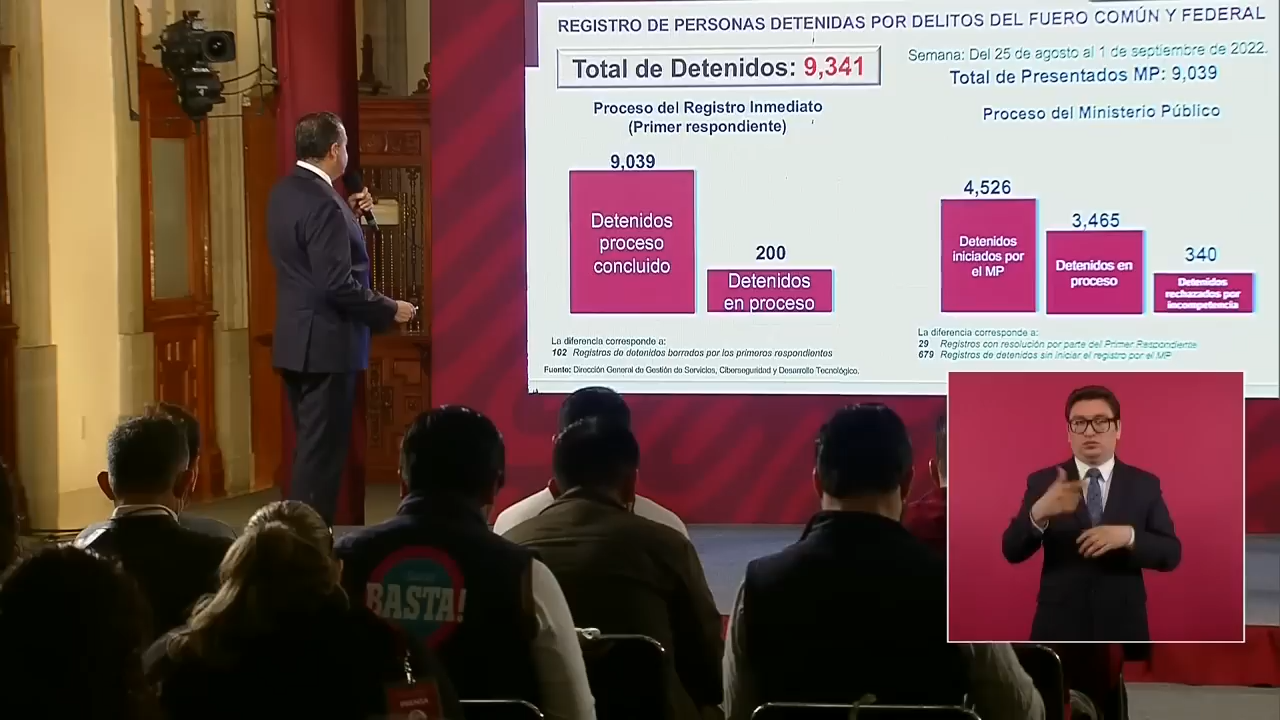 REGISTRO DE PERSONAS DETENIDAS POR DELITOS DEL FUERO COMÚN Y FEDERAL
Total de Detenidos: 9,341
Semana: Del 25 de agosto al 1 de septiembre de 2022.
Total de Presentados MP: 9,039
Proceso del Registro Inmediato
(Primer respondiente)
9,039
Detenidos
proceso
concluido
200
Detenidos
en proceso
La diferencia corresponde a:
102 Registros de detenidos borrados por los primeros respondientes
Fuente: Dirección General de Gestión de Servicios, Ciberseguridad y Desarrollo Tecnológico.
Proceso del Ministerio Público
4,526
Detenidos
iniciados por
el MP
3,465
Detenidos en
proceso
340
Detenidos
rechazados por
incompetencia
La diferencia corresponde a:
29 Registros con resolución por parte del Primer Respondiente
679 Registros de detenidos sin iniciar el registro por el MP
BASTA!
PRENSA